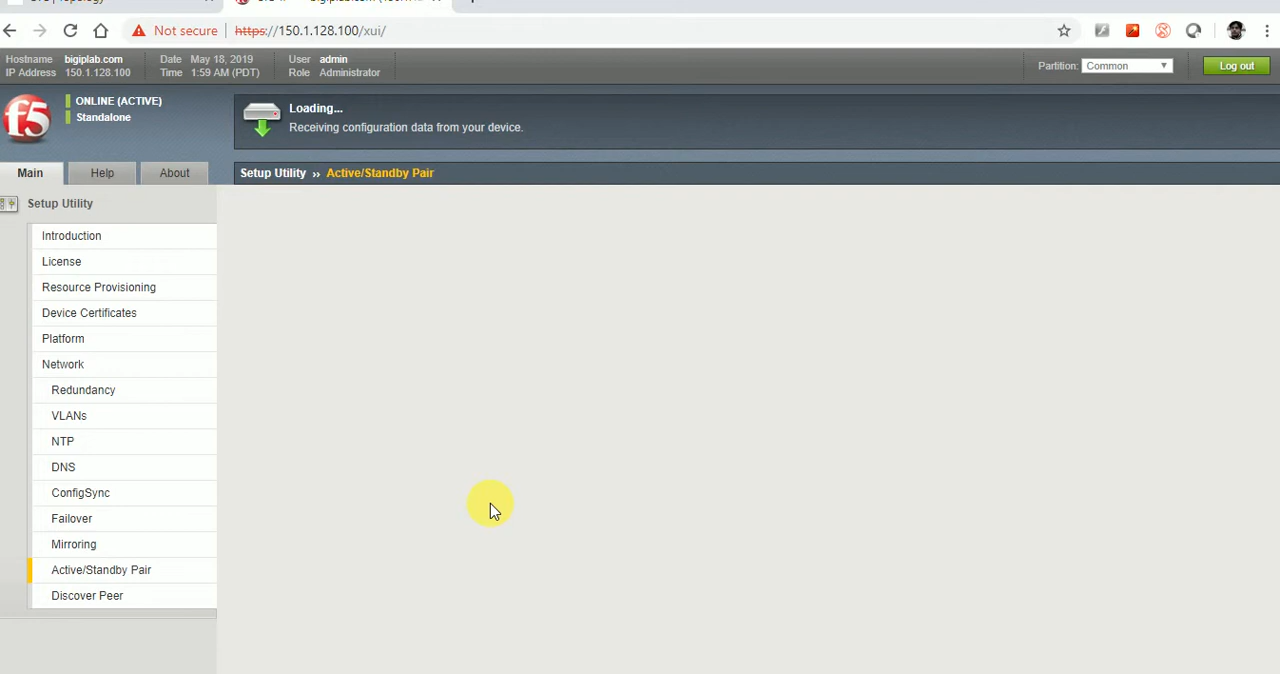 Not secure | https://150.1.128.100/xui/
Hostname bigiplab.com Date May 18, 2019 User admin
IP Address 150.1.128.100 Time 1:59 AM (PDT) Role Administrator
Partition: Common Log out
f5
ONLINE (ACTIVE)
Standalone
Loading...
Receiving configuration data from your device.
Main Help About
Setup Utility ›› Active/Standby Pair
Setup Utility
Introduction
License
Resource Provisioning
Device Certificates
Platform
Network
Redundancy
VLANs
NTP
DNS
ConfigSync
Failover
Mirroring
Active/Standby Pair
Discover Peer